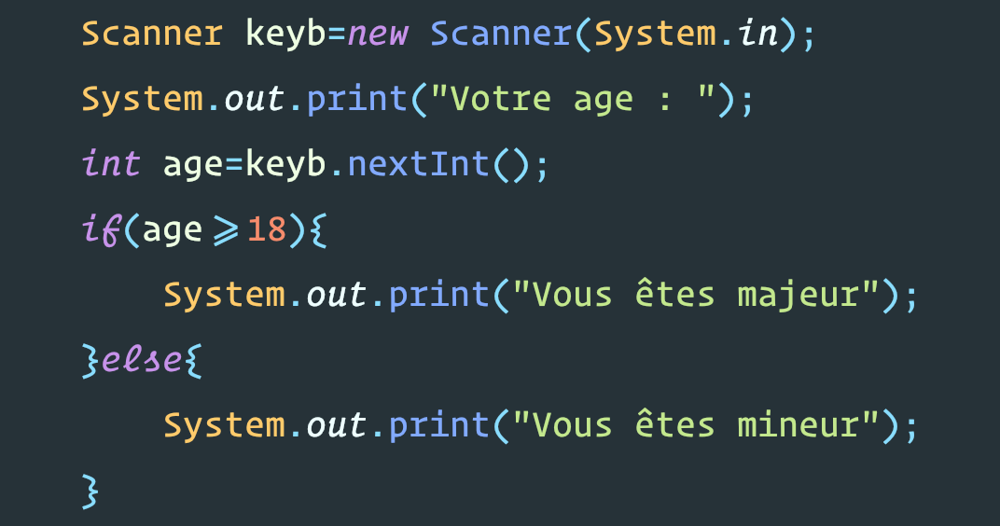 Scanner keyb=new Scanner(System.in);
System.out.print("Votre age : ");
int age=keyb.nextInt();
if(age>=18){
    System.out.print("Vous êtes majeur");
}else{
    System.out.print("Vous êtes mineur");
}